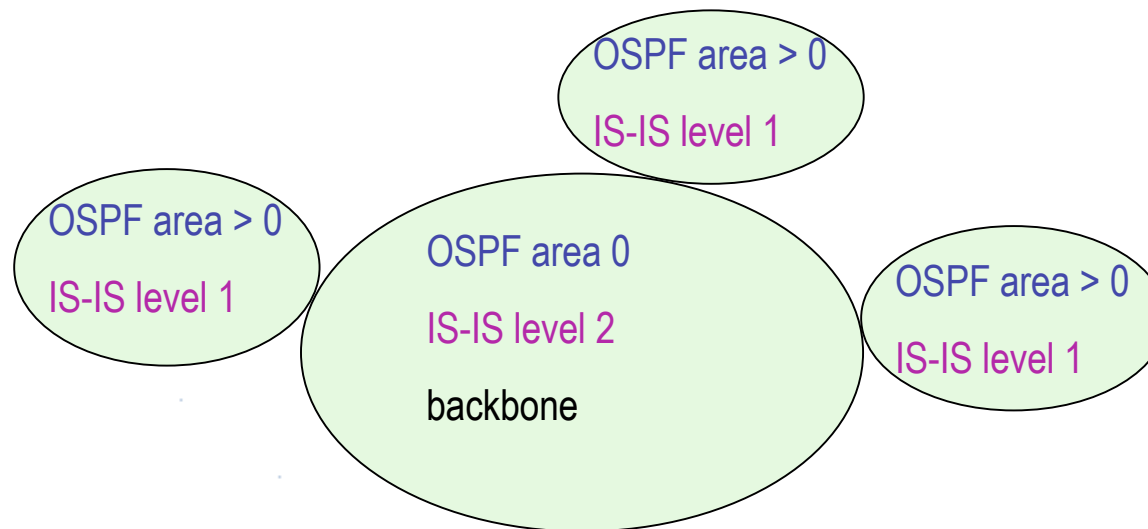 OSPF area > 0
IS-IS level 1
OSPF area > 0
IS-IS level 1
OSPF area 0
IS-IS level 2
backbone
OSPF area > 0
IS-IS level 1